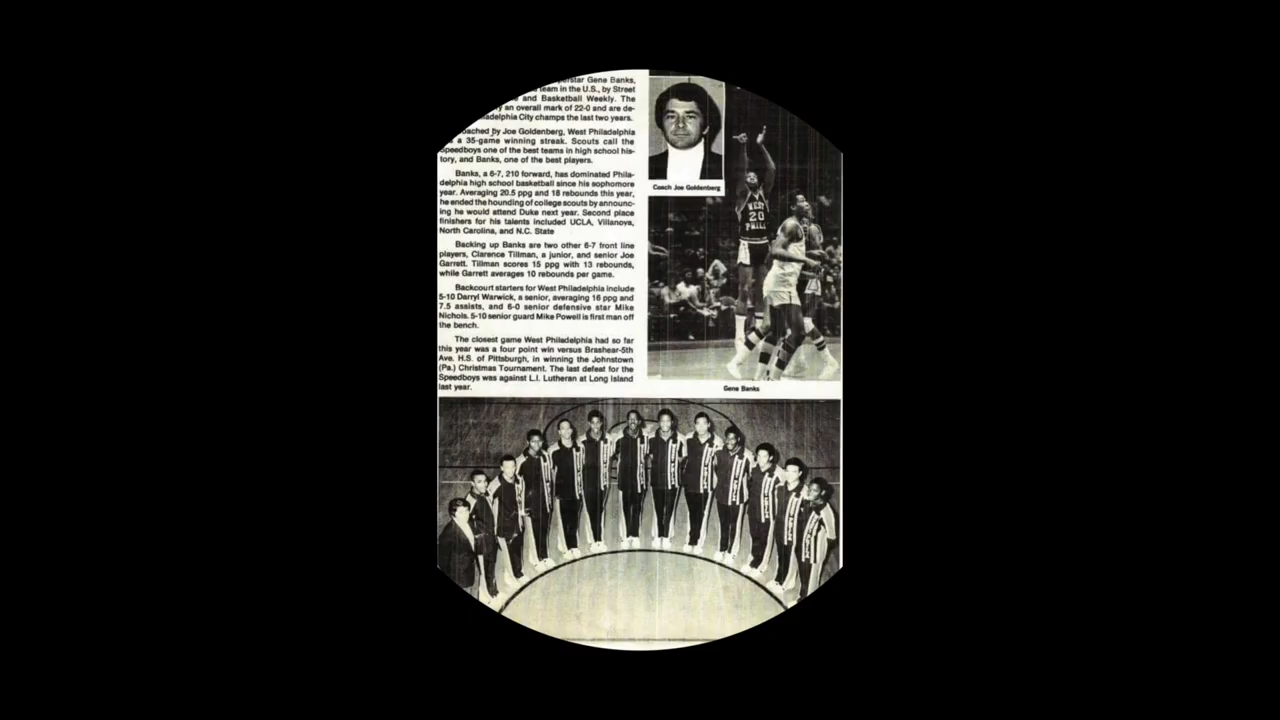 perstar Gene Banks,
team in the U.S., by Street
and Basketball Weekly. The
an overall mark of 22-0 and are de-
adelphia City champs the last two years.
oached by Joe Goldenberg, West Philadelphia
a 35-game winning streak. Scouts call the
Speedboys one of the best teams in high school his-
tory, and Banks, one of the best players.
Banks, a 6-7, 210 forward, has dominated Phila-
delphia high school basketball since his sophomore
year. Averaging 20.5 ppg and 18 rebounds this year,
he ended the hounding of college scouts by announc-
ing he would attend Duke next year. Second place
finishers for his talents included UCLA, Villanova,
North Carolina, and N.C. State
Backing up Banks are two other 6-7 front line
players, Clarence Tillman, a junior, and senior Joe
Garrett. Tillman scores 15 ppg with 13 rebounds,
while Garrett averages 10 rebounds per game.
Backcourt starters for West Philadelphia include
5-10 Darryl Warwick, a senior, averaging 16 ppg and
7.5 assists, and 6-0 senior defensive star Mike
Nichols. 5-10 senior guard Mike Powell is first man off
the bench.
The closest game West Philadelphia had so far
this year was a four point win versus Brashear-5th
Ave. H.S. of Pittsburgh, in winning the Johnstown
(Pa.) Christmas Tournament. The last defeat for the
Speedboys was against L.I. Lutheran at Long Island
last year.
Coach Joe Goldenberg
WEST
20
PHILA
Gene Banks